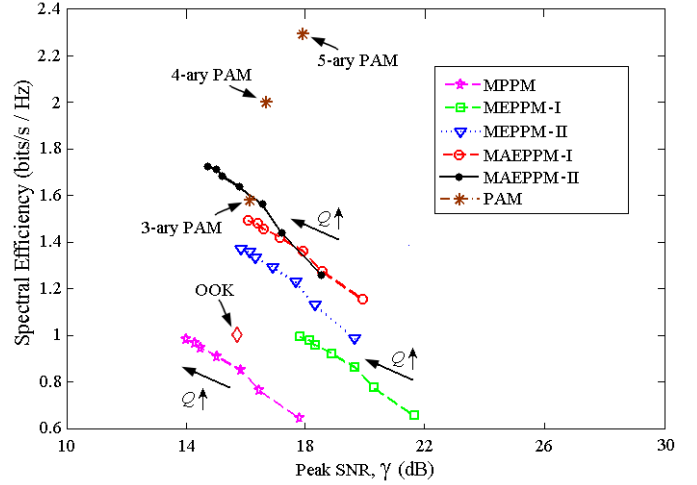 2.4
2.2
2
1.8
1.6
1.4
1.2
1
0.8
0.6
Spectral Efficiency (bits/s / Hz)
5-ary PAM
4-ary PAM
3-ary PAM
OOK
Q
Q
Q
MPPM
MEPPM-I
MEPPM-II
MAEPPM-I
MAEPPM-II
PAM
10
14
18
22
26
30
Peak SNR, γ (dB)